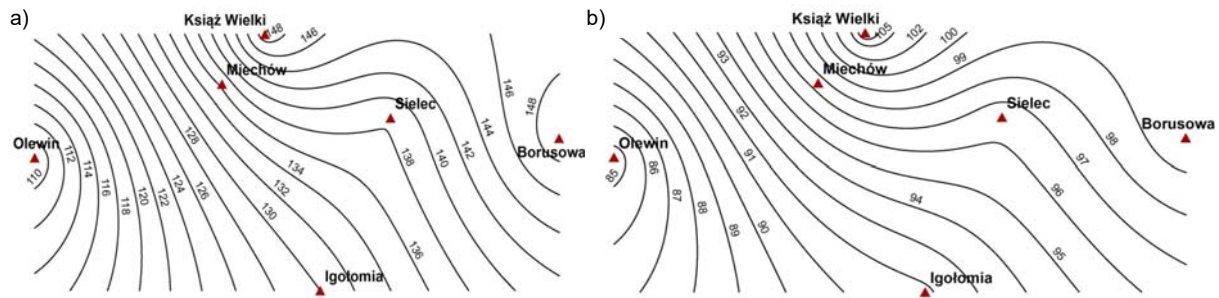 a)
Książ Wielki
148
146
Miechów
Sielec
Olewin
Borusowa
Igołomia
110
112
114
116
118
120
122
124
126
128
130
132
134
136
138
140
142
144
146
148
b)
Książ Wielki
105
102
100
99
Miechów
Sielec
Olewin
Borusowa
Igołomia
85
86
87
88
89
90
91
92
93
94
95
96
97
98